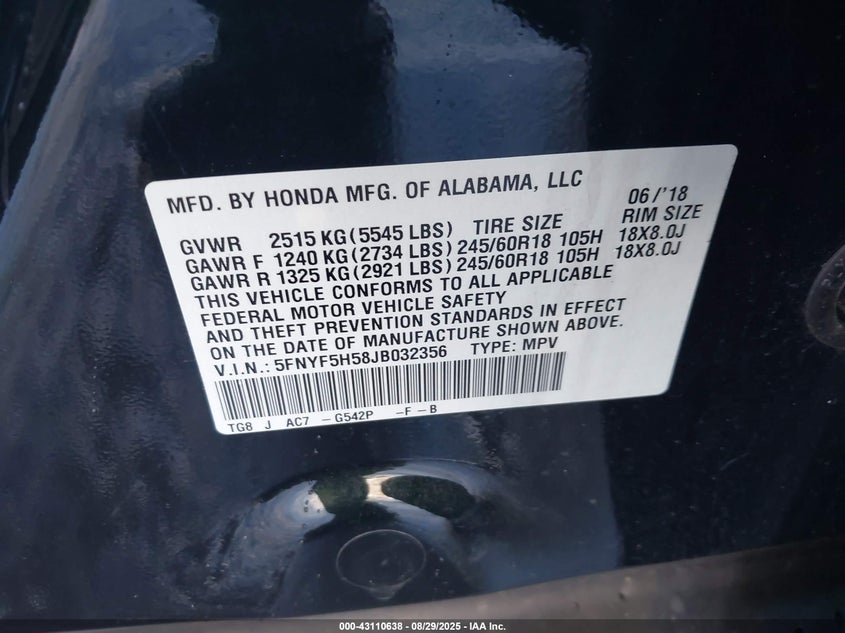 MFD. BY HONDA MFG. OF ALABAMA, LLC 06/'18
GVWR 2515 KG(5545 LBS) TIRE SIZE RIM SIZE
GAWR F 1240 KG(2734 LBS) 245/60R18 105H 18X8.0J
GAWR R 1325 KG(2921 LBS) 245/60R18 105H 18X8.0J
THIS VEHICLE CONFORMS TO ALL APPLICABLE
FEDERAL MOTOR VEHICLE SAFETY
AND THEFT PREVENTION STANDARDS IN EFFECT
ON THE DATE OF MANUFACTURE SHOWN ABOVE.
V.I.N.: 5FNYF5H58JB032356 TYPE: MPV
TG8 J AC7 -G542P -F-B
000-43110638 - 08/29/2025 - IAA Inc.